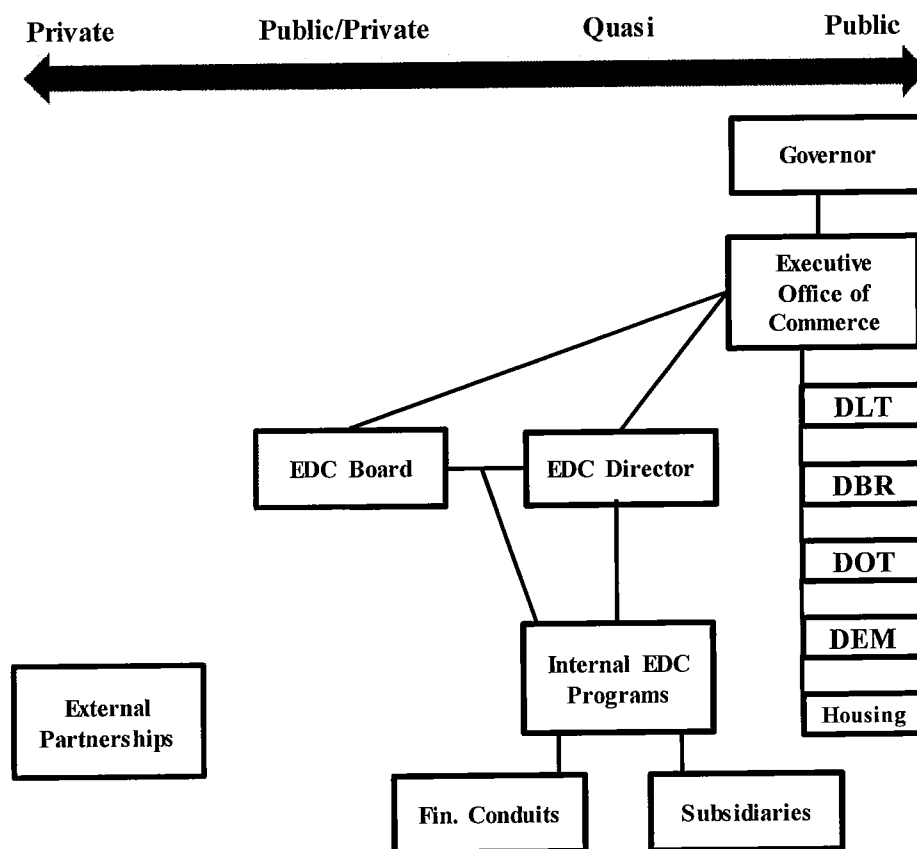 Private Public/Private Quasi Public
Governor
Executive
Office of
Commerce
DLT
EDC Board
EDC Director
DBR
DOT
DEM
Internal EDC
Programs
External
Partnerships
Housing
Fin. Conduits
Subsidiaries